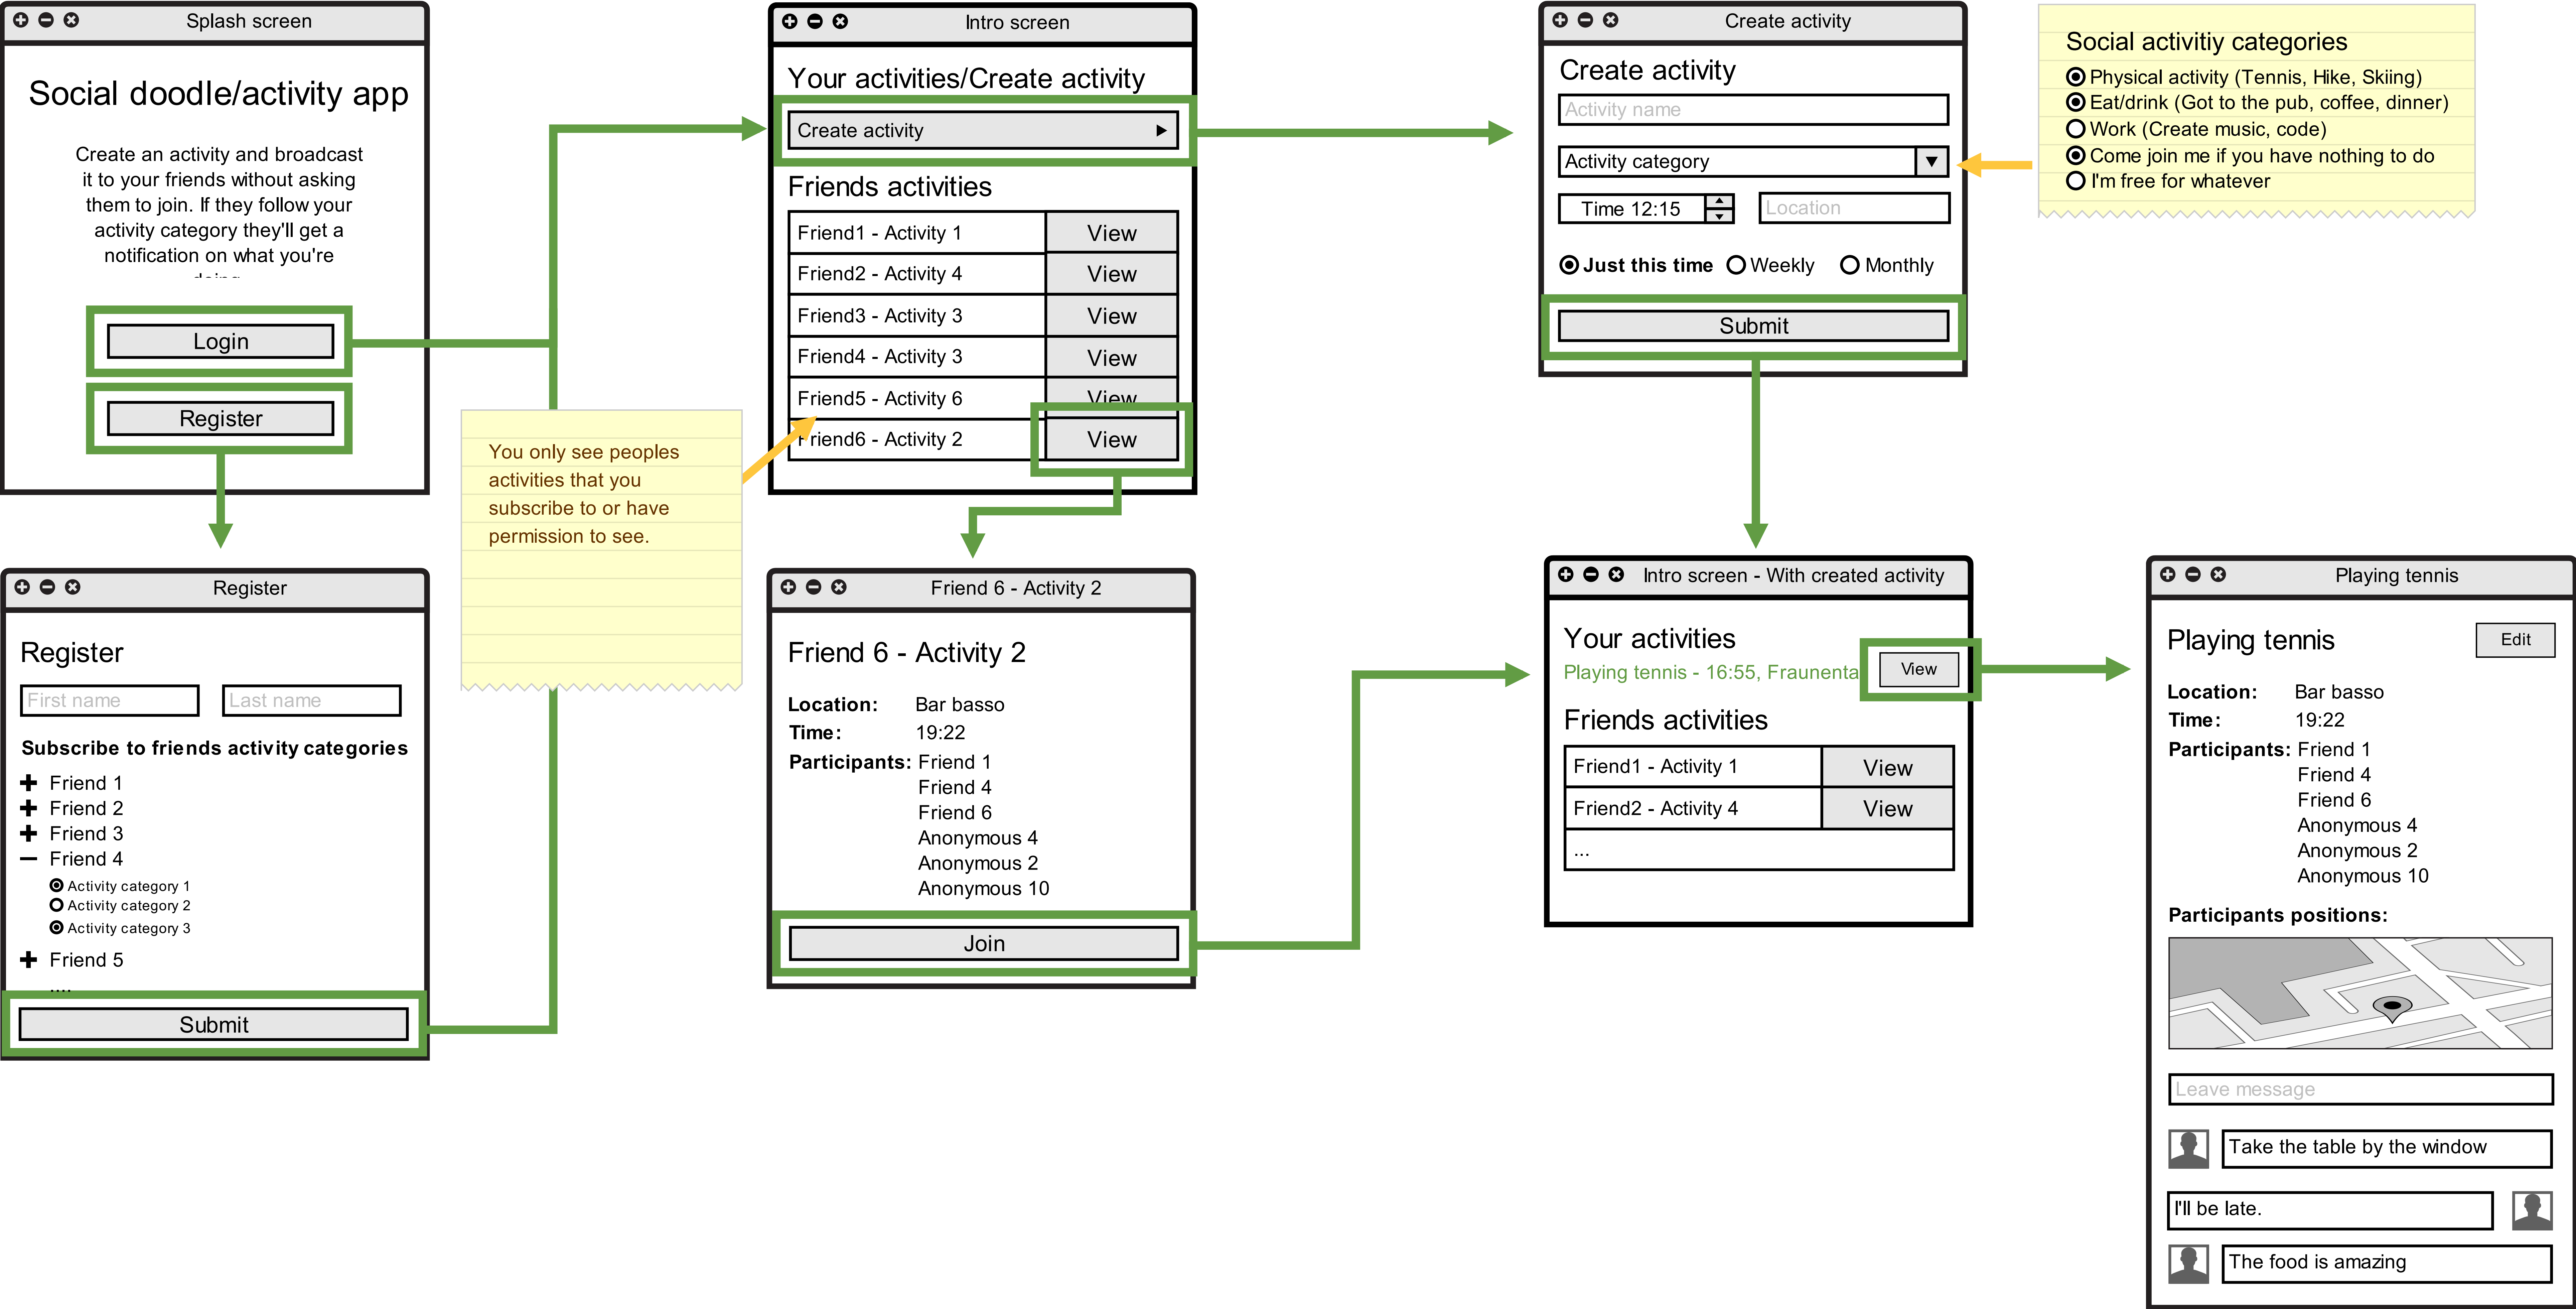 Splash screen
Social doodle/activity app
Create an activity and broadcast
it to your friends without asking
them to join. If they follow your
activity category they'll get a
notification on what you're
Login
Register
Intro screen
Your activities/Create activity
Create activity
Friends activities
Friend1 - Activity 1 View
Friend2 - Activity 4 View
Friend3 - Activity 3 View
Friend4 - Activity 3 View
Friend5 - Activity 6 View
Friend6 - Activity 2 View
Create activity
Create activity
Activity name
Activity category
Time 12:15 Location
Just this time Weekly Monthly
Submit
Social activitiy categories
Physical activity (Tennis, Hike, Skiing)
Eat/drink (Got to the pub, coffee, dinner)
Work (Create music, code)
Come join me if you have nothing to do
I'm free for whatever
You only see peoples
activities that you
subscribe to or have
permission to see.
Register
Register
First name Last name
Subscribe to friends activity categories
Friend 1
Friend 2
Friend 3
Friend 4
Activity category 1
Activity category 2
Activity category 3
Friend 5
....
Submit
Friend 6 - Activity 2
Friend 6 - Activity 2
Location: Bar basso
Time: 19:22
Participants: Friend 1
Friend 4
Friend 6
Anonymous 4
Anonymous 2
Anonymous 10
Join
Intro screen - With created activity
Your activities
Playing tennis - 16:55, Fraunenta View
Friends activities
Friend1 - Activity 1 View
Friend2 - Activity 4 View
...
Playing tennis
Playing tennis Edit
Location: Bar basso
Time: 19:22
Participants: Friend 1
Friend 4
Friend 6
Anonymous 4
Anonymous 2
Anonymous 10
Participants positions:
Leave message
Take the table by the window
I'll be late.
The food is amazing